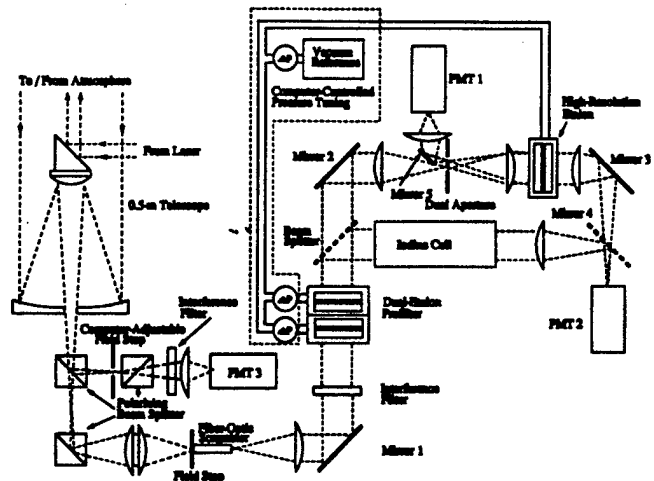 To / From Atmosphere
From Laser
0.5-m Telescope
Vacuum
Reference
Computer-Controlled
Pressure Tuning
PMT 1
High-Resolution
Etalon
Mirror 2
Mirror 3
Mirror 5
Dual Aperture
Mirror 4
Beam
Splitter
Iodine Cell
Interference
Filter
Dual-Etalon
Prefilter
PMT 2
Computer-Adjustable
Field Stop
PMT 3
Interference
Filter
Polarizing
Beam Splitter
Fiber-Optic
Scrambler
Mirror 1
Field Stop